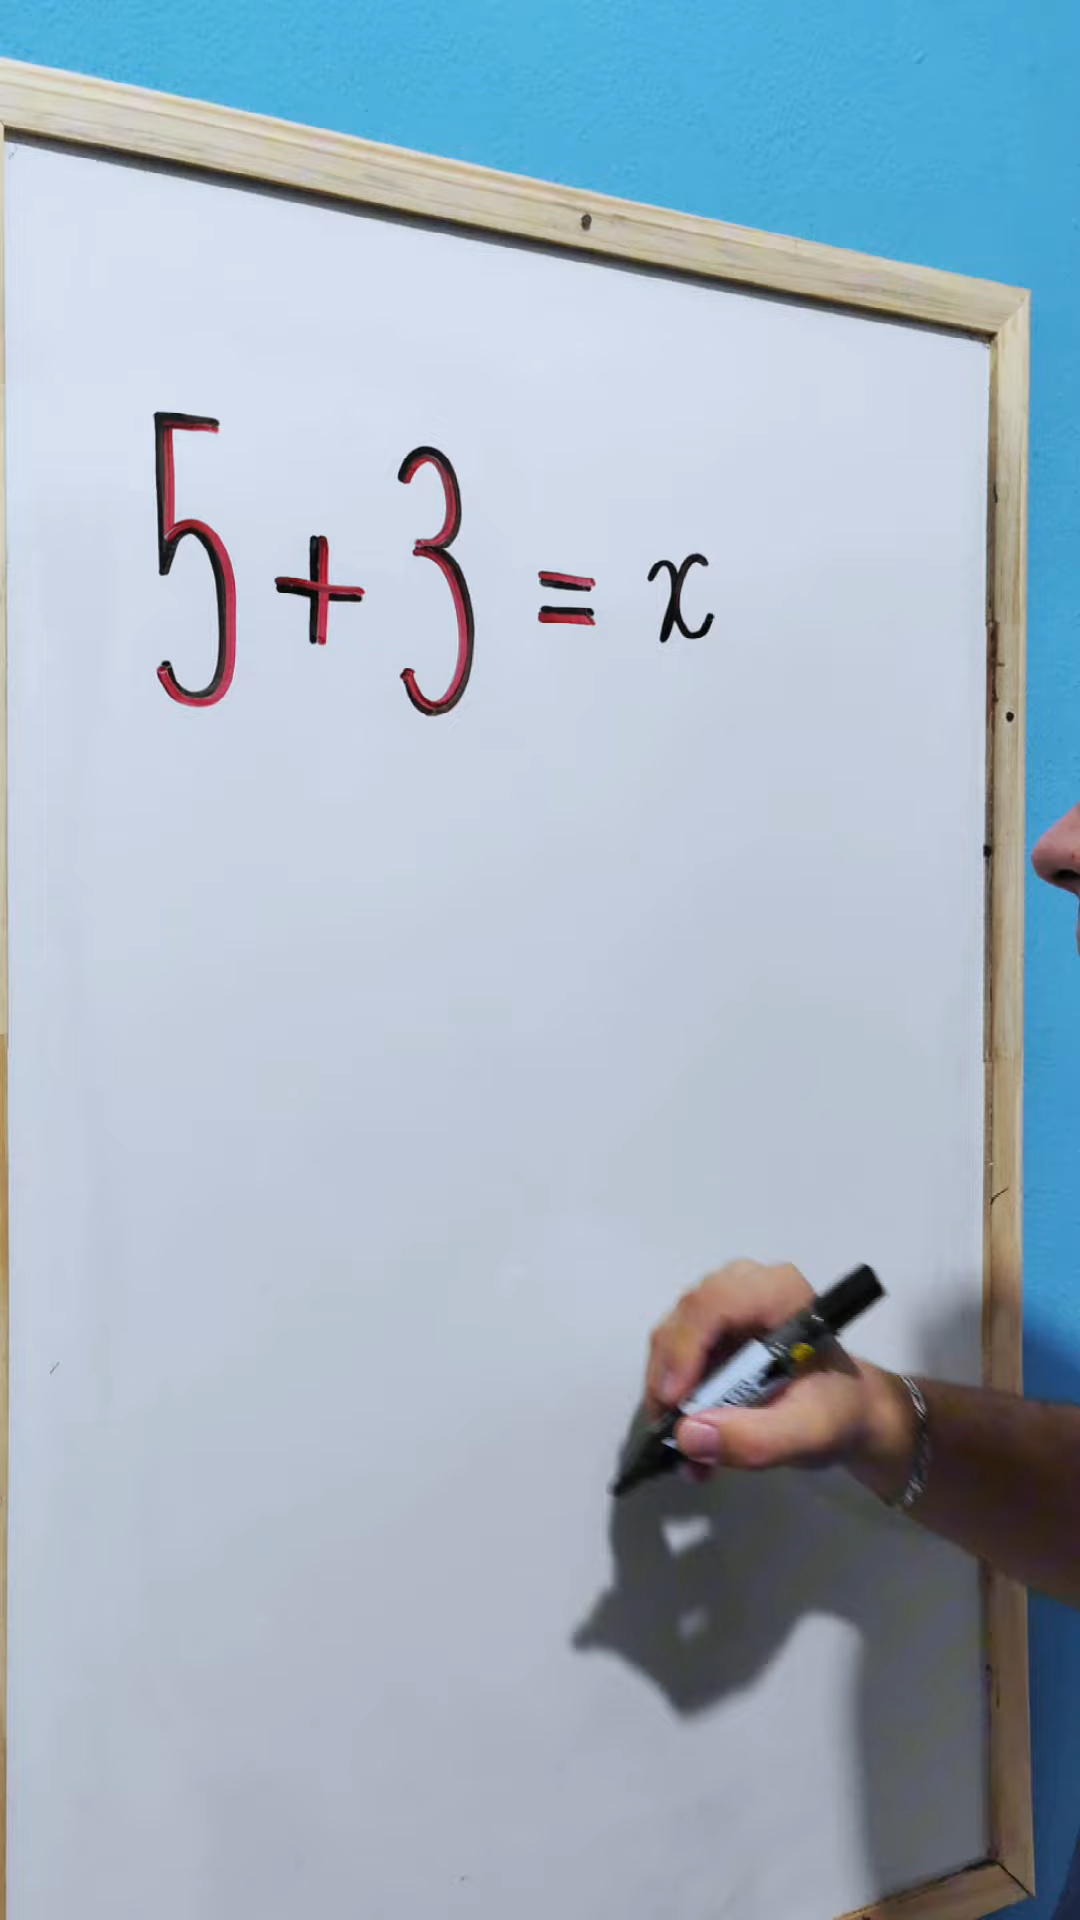 5 + 3 = x